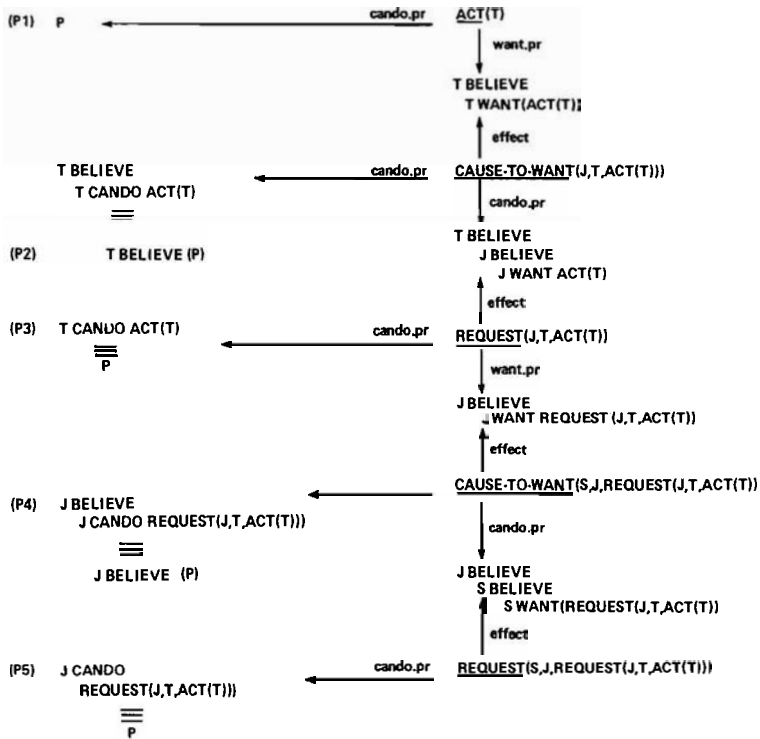 (P1) P cando.pr ACT(T)
want.pr
T BELIEVE
T WANT(ACT(T))
effect
T BELIEVE cando.pr CAUSE-TO-WANT(J,T,ACT(T)))
T CANDO ACT(T)
≡
cando.pr
T BELIEVE
(P2) T BELIEVE (P) J BELIEVE
J WANT ACT(T)
effect
(P3) T CANDO ACT(T) cando.pr REQUEST(J,T,ACT(T))
≡
P
want.pr
J BELIEVE
J WANT REQUEST (J,T,ACT(T))
effect
CAUSE-TO-WANT(S,J,REQUEST(J,T,ACT(T))
(P4) J BELIEVE
J CANDO REQUEST(J,T,ACT(T)))
≡
cando.pr
J BELIEVE (P)
J BELIEVE
S BELIEVE
S WANT(REQUEST(J,T,ACT(T))
effect
(P5) J CANDO cando.pr REQUEST(S,J,REQUEST(J,T,ACT(T)))
REQUEST(J,T,ACT(T)))
≡
P